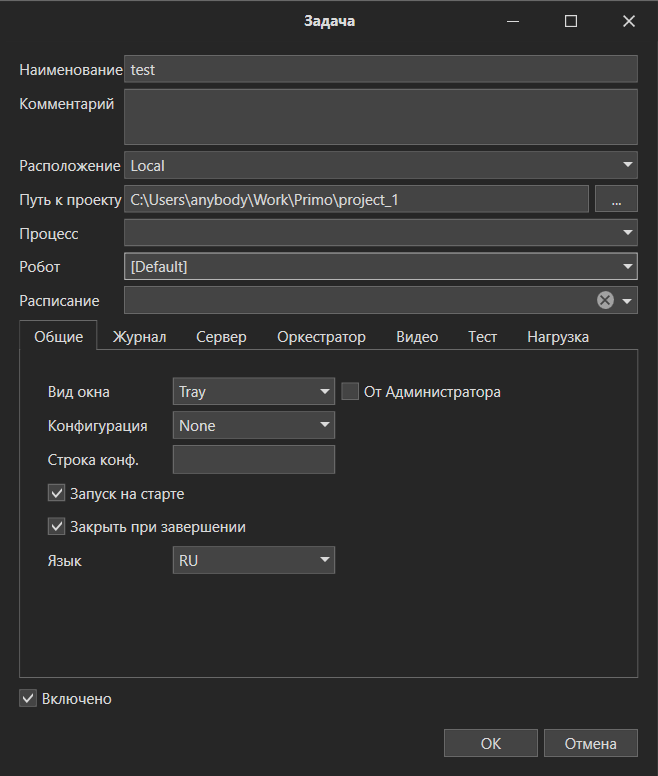 Задача
Наименование test
Комментарий
Расположение Local
Путь к проекту C:\Users\anybody\Work\Primo\project_1 ...
Процесс
Робот [Default]
Расписание
Общие Журнал Сервер Оркестратор Видео Тест Нагрузка
Вид окна Tray От Администратора
Конфигурация None
Строка конф.
Запуск на старте
Закрыть при завершении
Язык RU
Включено
OK Отмена